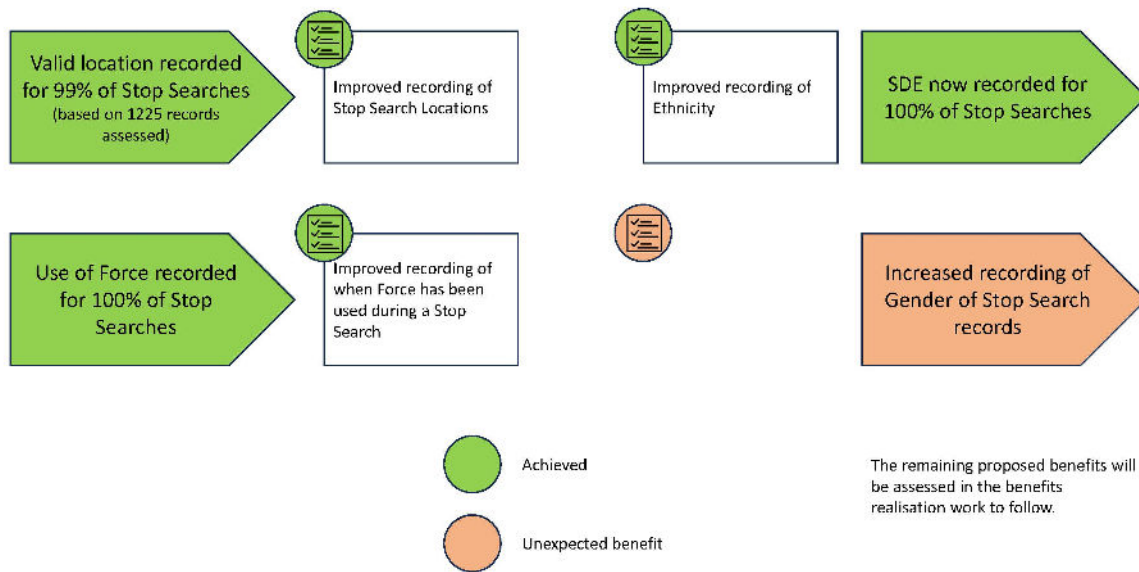 Valid location recorded
for 99% of Stop Searches
(based on 1225 records
assessed)
Improved recording of
Stop Search Locations
Improved recording of
Ethnicity
SDE now recorded for
100% of Stop Searches
Use of Force recorded
for 100% of Stop
Searches
Improved recording of
when Force has been
used during a Stop
Search
Increased recording of
Gender of Stop Search
records
Achieved
Unexpected benefit
The remaining proposed benefits will
be assessed in the benefits
realisation work to follow.